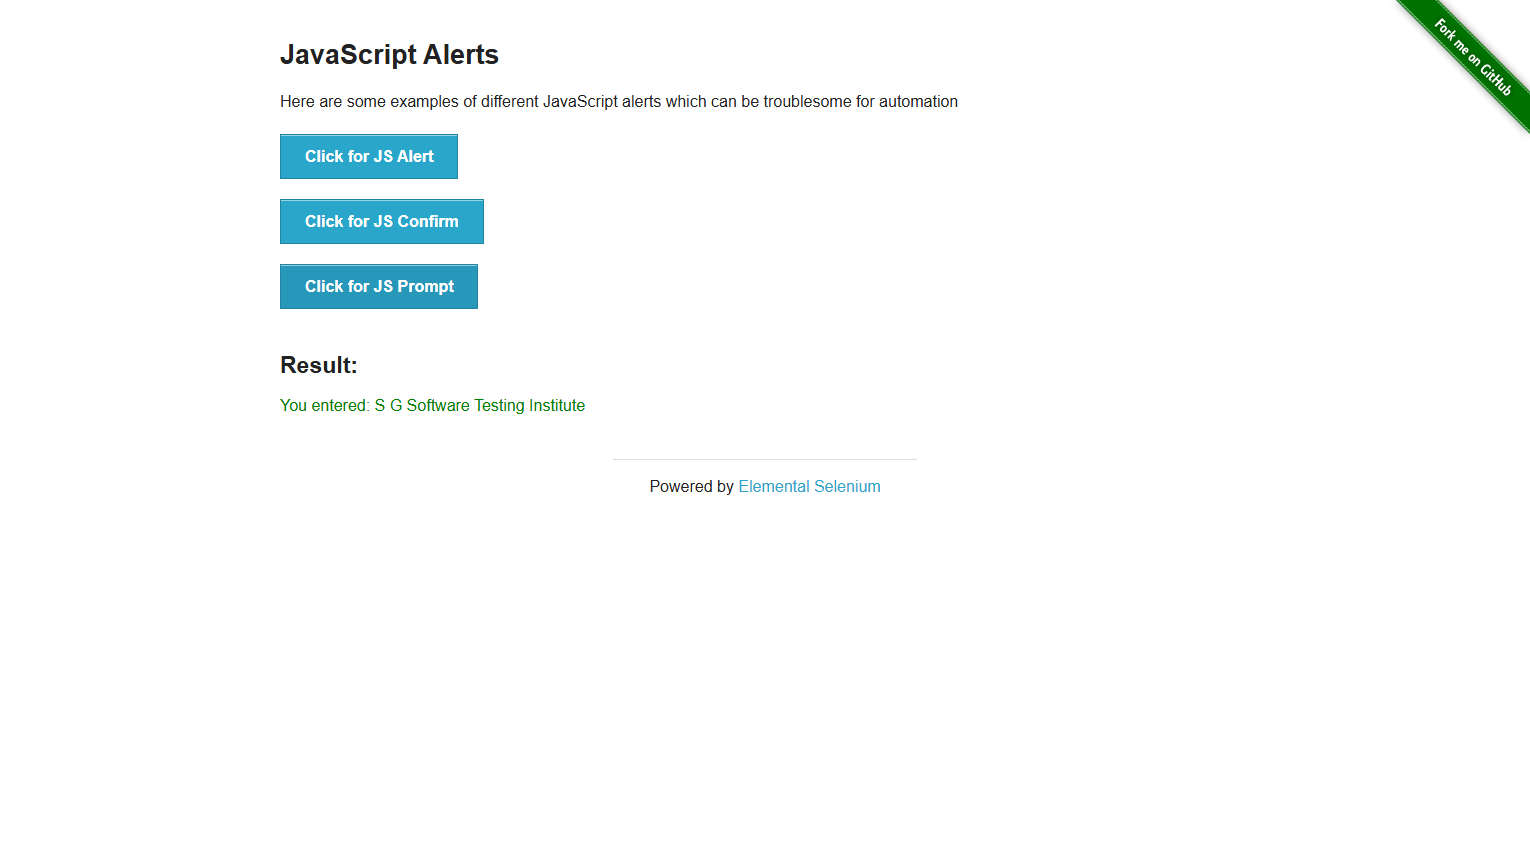 Fork me on GitHub
JavaScript Alerts
Here are some examples of different JavaScript alerts which can be troublesome for automation
Click for JS Alert
Click for JS Confirm
Click for JS Prompt
Result:
You entered: S G Software Testing Institute
Powered by Elemental Selenium